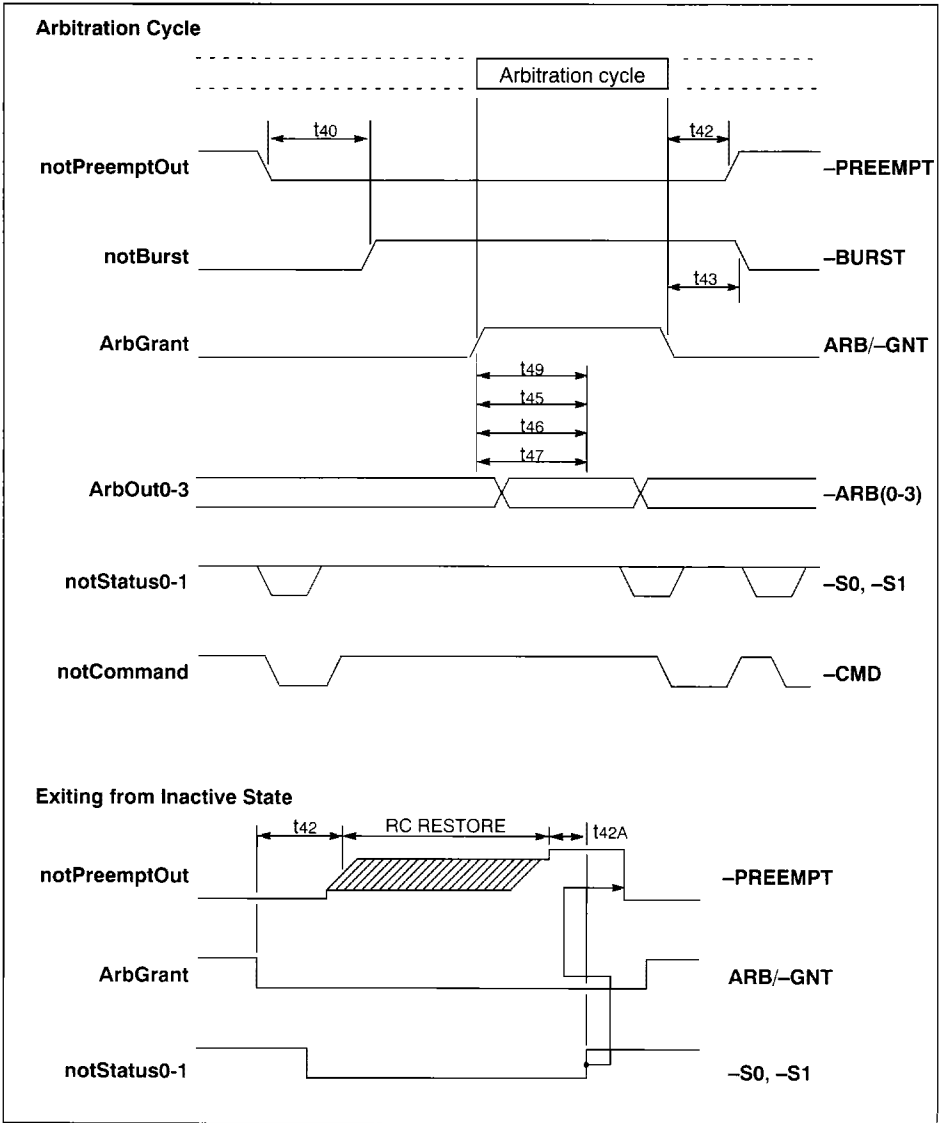 Arbitration Cycle
Arbitration cycle
t40
t42
notPreemptOut
–PREEMPT
notBurst
–BURST
t43
ArbGrant
ARB/–GNT
t49
t45
t46
t47
ArbOut0-3
–ARB(0-3)
notStatus0-1
–S0, –S1
notCommand
–CMD
Exiting from Inactive State
t42
RC RESTORE
t42A
notPreemptOut
–PREEMPT
ArbGrant
ARB/–GNT
notStatus0-1
–S0, –S1